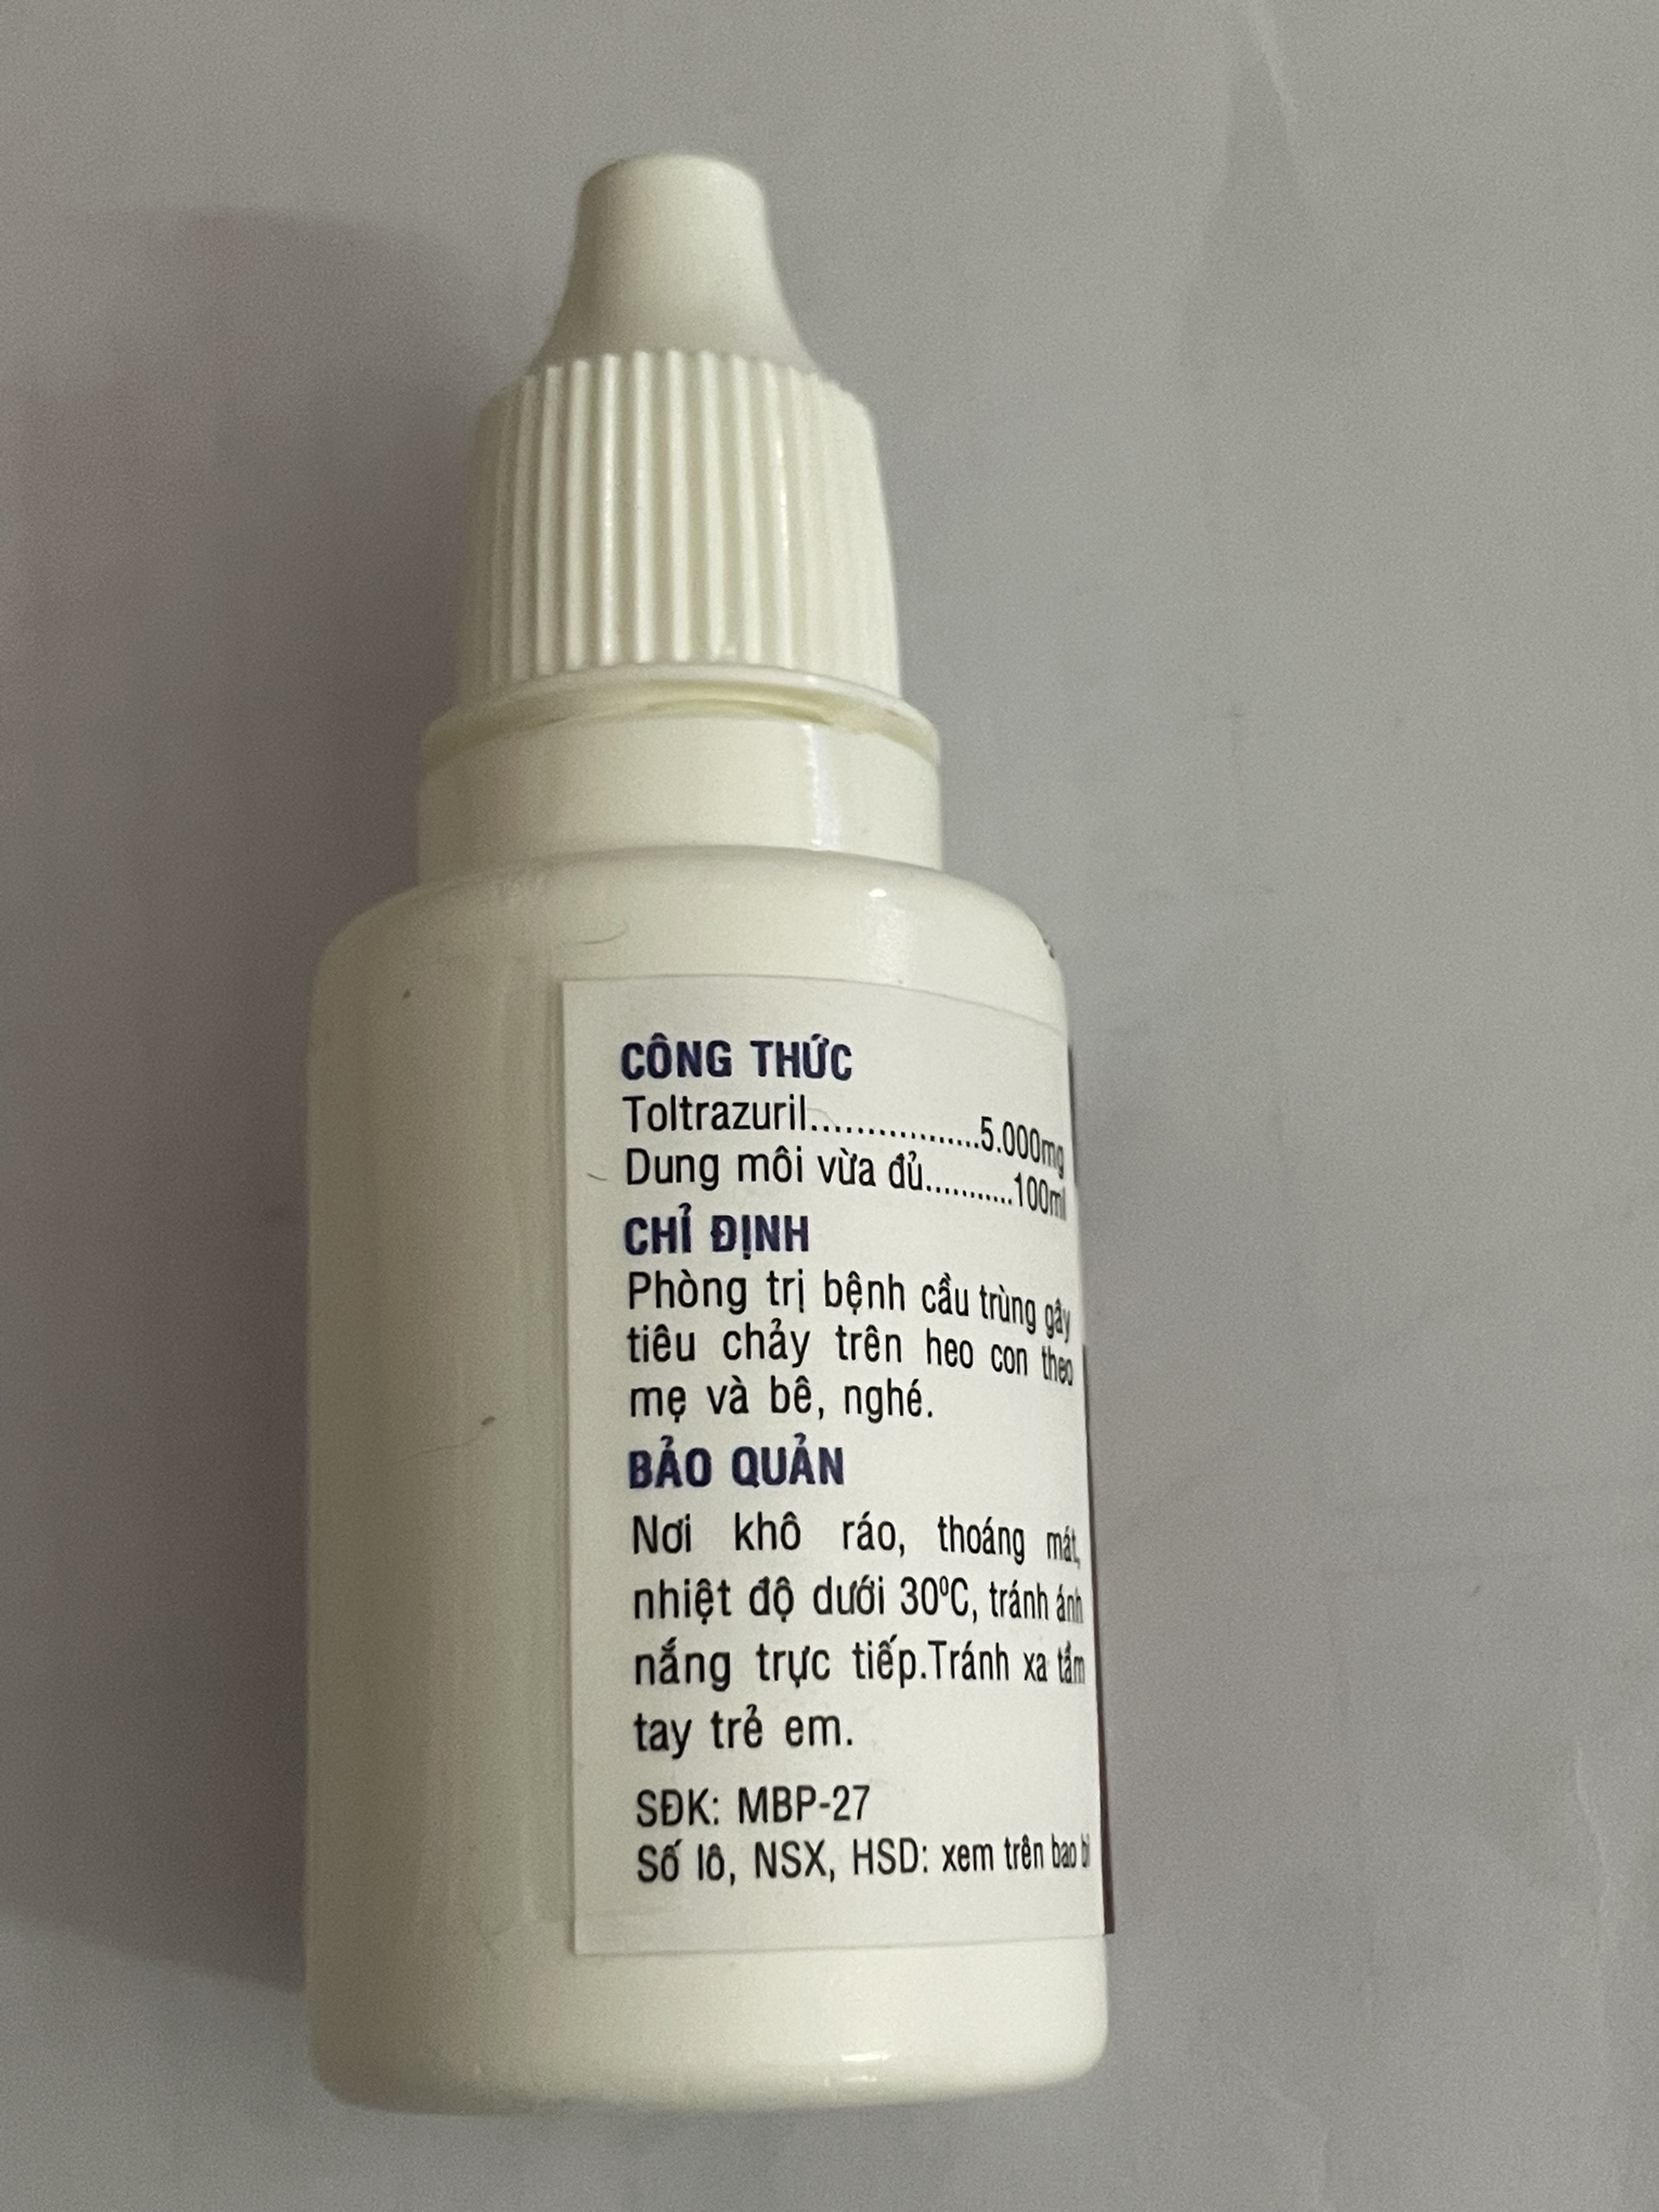 CÔNG THỨC
Toltrazuril..................5.000mg
Dung môi vừa đủ...........100ml
CHỈ ĐỊNH
Phòng trị bệnh cầu trùng gây
tiêu chảy trên heo con theo
mẹ và bê, nghé.
BẢO QUẢN
Nơi khô ráo, thoáng mát,
nhiệt độ dưới 30ºC, tránh ánh
nắng trực tiếp.Tránh xa tầm
tay trẻ em.
SĐK: MBP-27
Số lô, NSX, HSD: xem trên bao bì